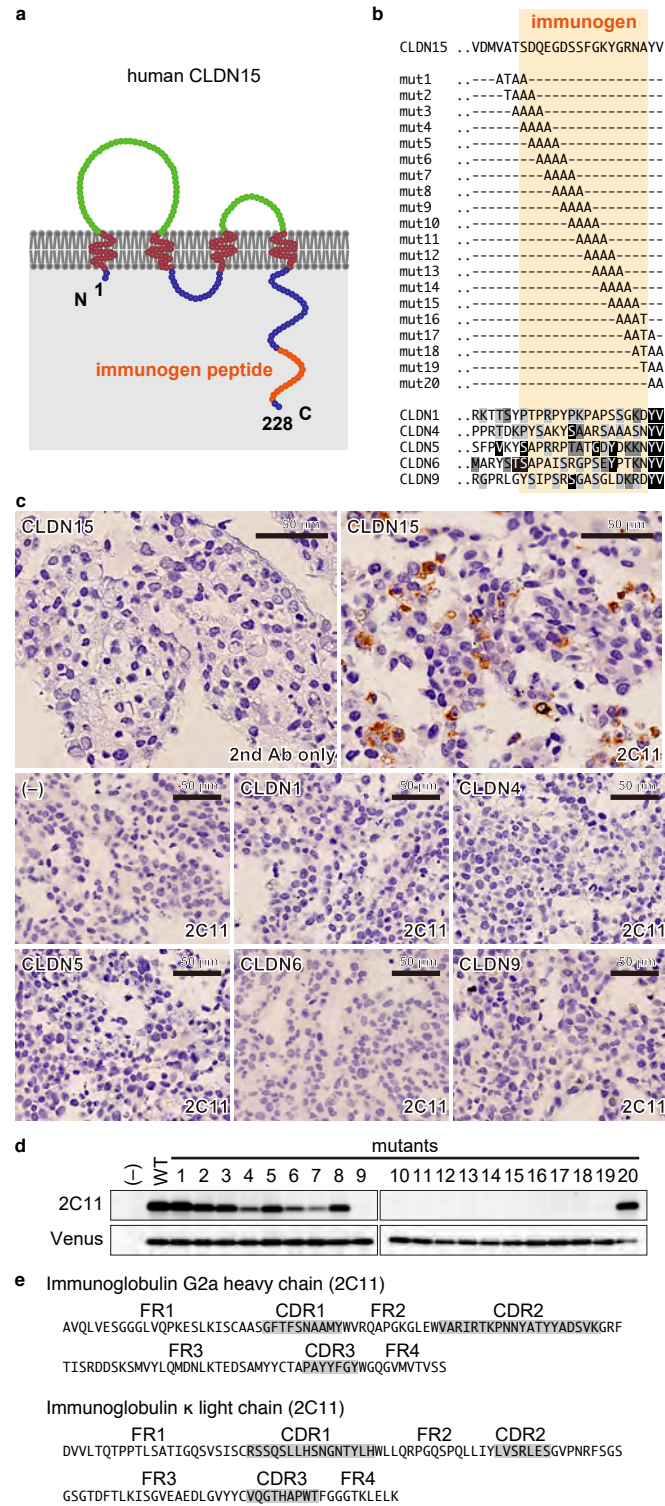 a
human CLDN15
N
1
immunogen peptide
228
C
b
immunogen
CLDN15 ..VDMVATSDQEGDSSFGKYGRNAYV
mut1 ..---ATAA-----------------
mut2 ..----TAAA----------------
mut3 ..-----AAAA---------------
mut4 ..------AAAA--------------
mut5 ..-------AAAA-------------
mut6 ..--------AAAA------------
mut7 ..---------AAAA-----------
mut8 ..----------AAAA----------
mut9 ..-----------AAAA---------
mut10 ..------------AAAA--------
mut11 ..-------------AAAA-------
mut12 ..--------------AAAA------
mut13 ..---------------AAAA-----
mut14 ..----------------AAAA----
mut15 ..-----------------AAAA---
mut16 ..------------------AAAT--
mut17 ..-------------------AATA-
mut18 ..--------------------ATAA
mut19 ..---------------------TAA
mut20 ..----------------------AA
CLDN1 ..RKTTSYPTPRPYPKPAPSSGKDYV
CLDN4 ..PPRTDKPYSAKYSAARSAAASNYV
CLDN5 ..SFPVKYSAPRRPTATGDYDKKNYV
CLDN6 ..MARYSTSAPAISRGPSEYPTKNYV
CLDN9 ..RGPRLGYSIPSRSGASGLDKRDYV
c
CLDN15 50 μm 2nd Ab only
CLDN15 50 μm 2C11
(–) 50 μm 2C11
CLDN1 50 μm 2C11
CLDN4 50 μm 2C11
CLDN5 50 μm 2C11
CLDN6 50 μm 2C11
CLDN9 50 μm 2C11
d
mutants
(–) WT 1 2 3 4 5 6 7 8 9 10 11 12 13 14 15 16 17 18 19 20
2C11
Venus
e
Immunoglobulin G2a heavy chain (2C11)
FR1 CDR1 FR2 CDR2
AVQLVESGGGLVQPKESLKISCAASGFTFSNAAMYWVRQAPGKGLEWVARIRTKPNNYATYYADSVKGRF
FR3 CDR3 FR4
TISRDDSKSMVYLQMDNLKTEDSAMYYCTAPAYYFGYWGQGVMVTVSS
Immunoglobulin κ light chain (2C11)
FR1 CDR1 FR2 CDR2
DVVLTQTPPTLSATIGQSVSISCRSSQSLLHSNGNTYLHWLLQRPGQSPQLLIYLVSRLESGVPNRFSGS
FR3 CDR3 FR4
GSGTDFTLKISGVEAEDLGVYYCVQGTHAPWTFGGGTKLELK